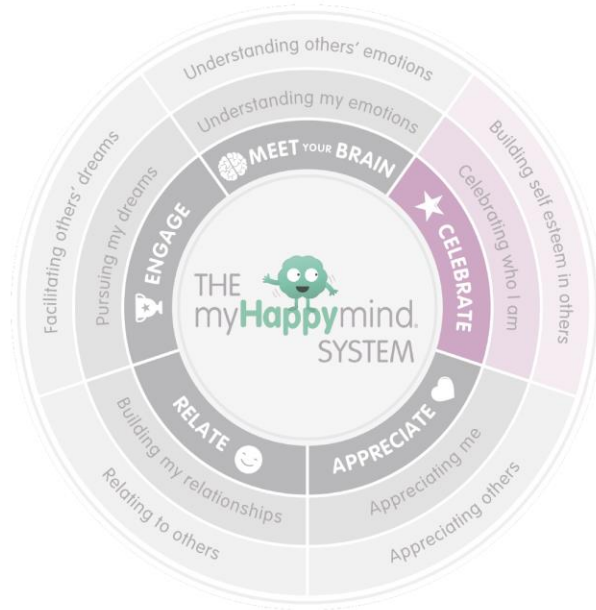 Understanding others' emotions
Understanding my emotions
MEET YOUR BRAIN
Building self esteem in others
Celebrating who I am
CELEBRATE
Appreciating others
Appreciating me
APPRECIATE
Relating to others
Building my relationships
RELATE
Facilitating others' dreams
Pursuing my dreams
ENGAGE
THE
myHappymind®
SYSTEM